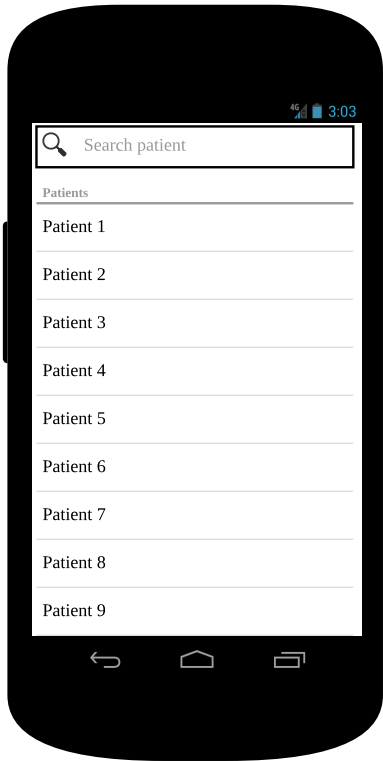 4G 3:03
Search patient
Patients
Patient 1
Patient 2
Patient 3
Patient 4
Patient 5
Patient 6
Patient 7
Patient 8
Patient 9